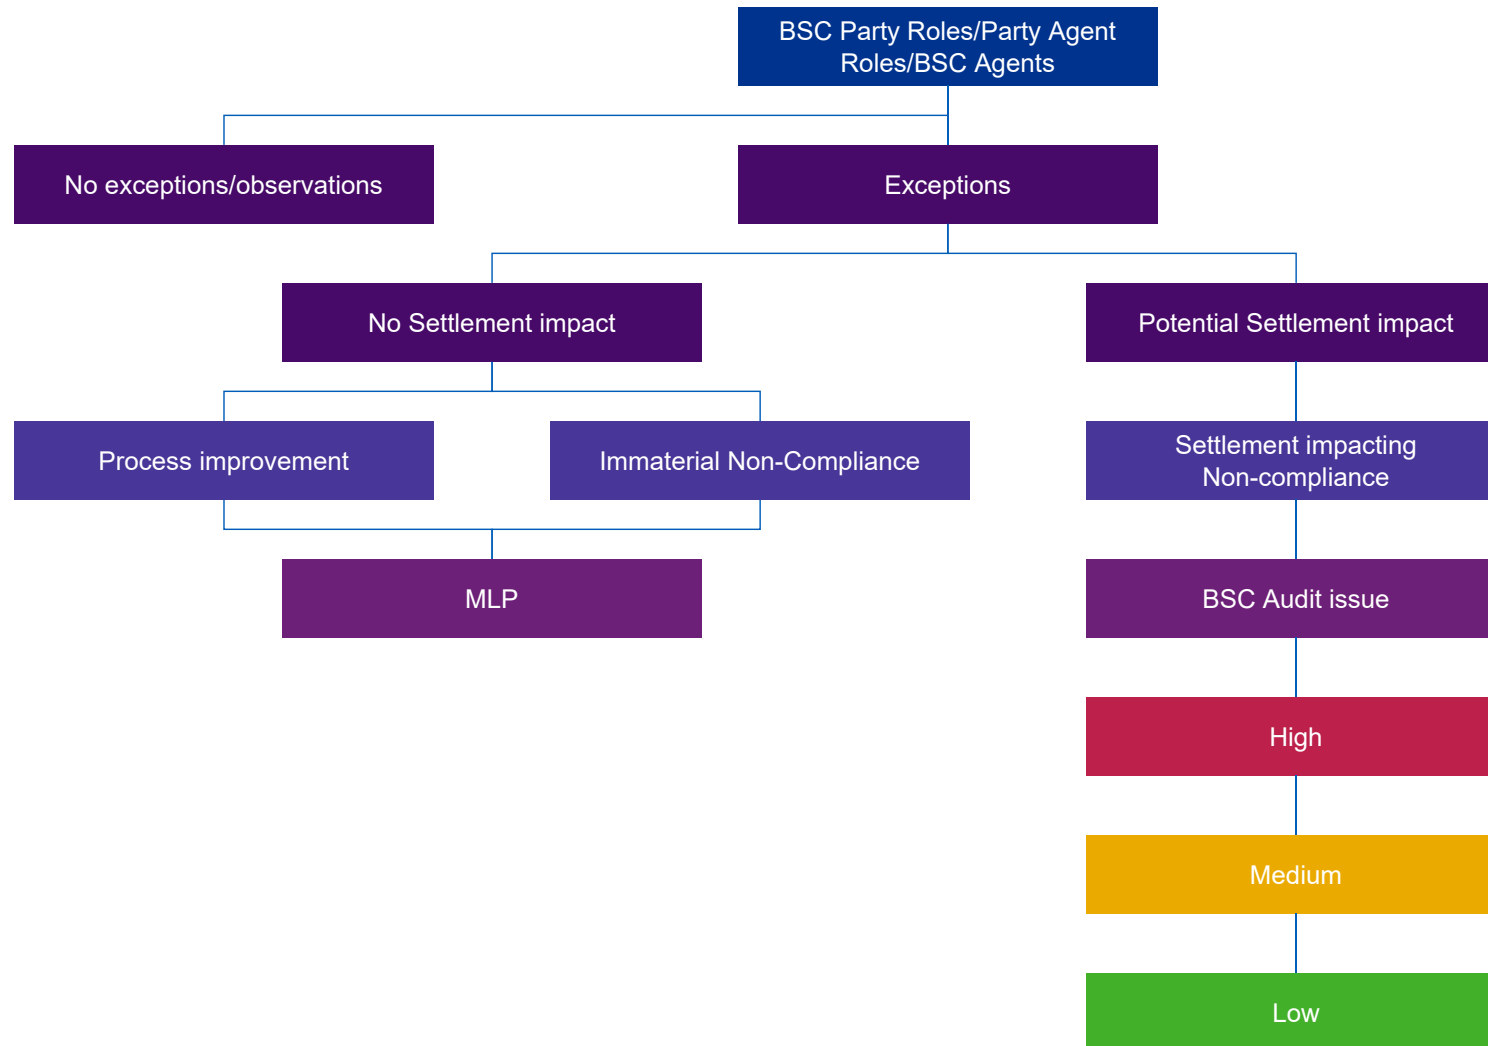 BSC Party Roles/Party Agent
Roles/BSC Agents
No exceptions/observations
Exceptions
No Settlement impact
Potential Settlement impact
Process improvement
Immaterial Non-Compliance
Settlement impacting
Non-compliance
MLP
BSC Audit issue
High
Medium
Low